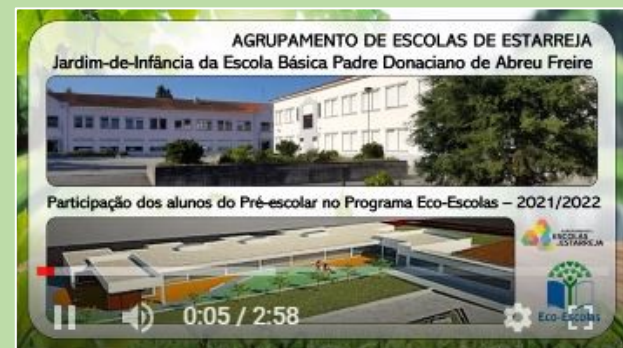 AGRUPAMENTO DE ESCOLAS DE ESTARREJA
Jardim-de-Infância da Escola Básica Padre Donaciano de Abreu Freire
Participação dos alunos do Pré-escolar no Programa Eco-Escolas – 2021/2022
ESCOLAS
ESTARREJA
0:05 / 2:58
Eco-Escolas